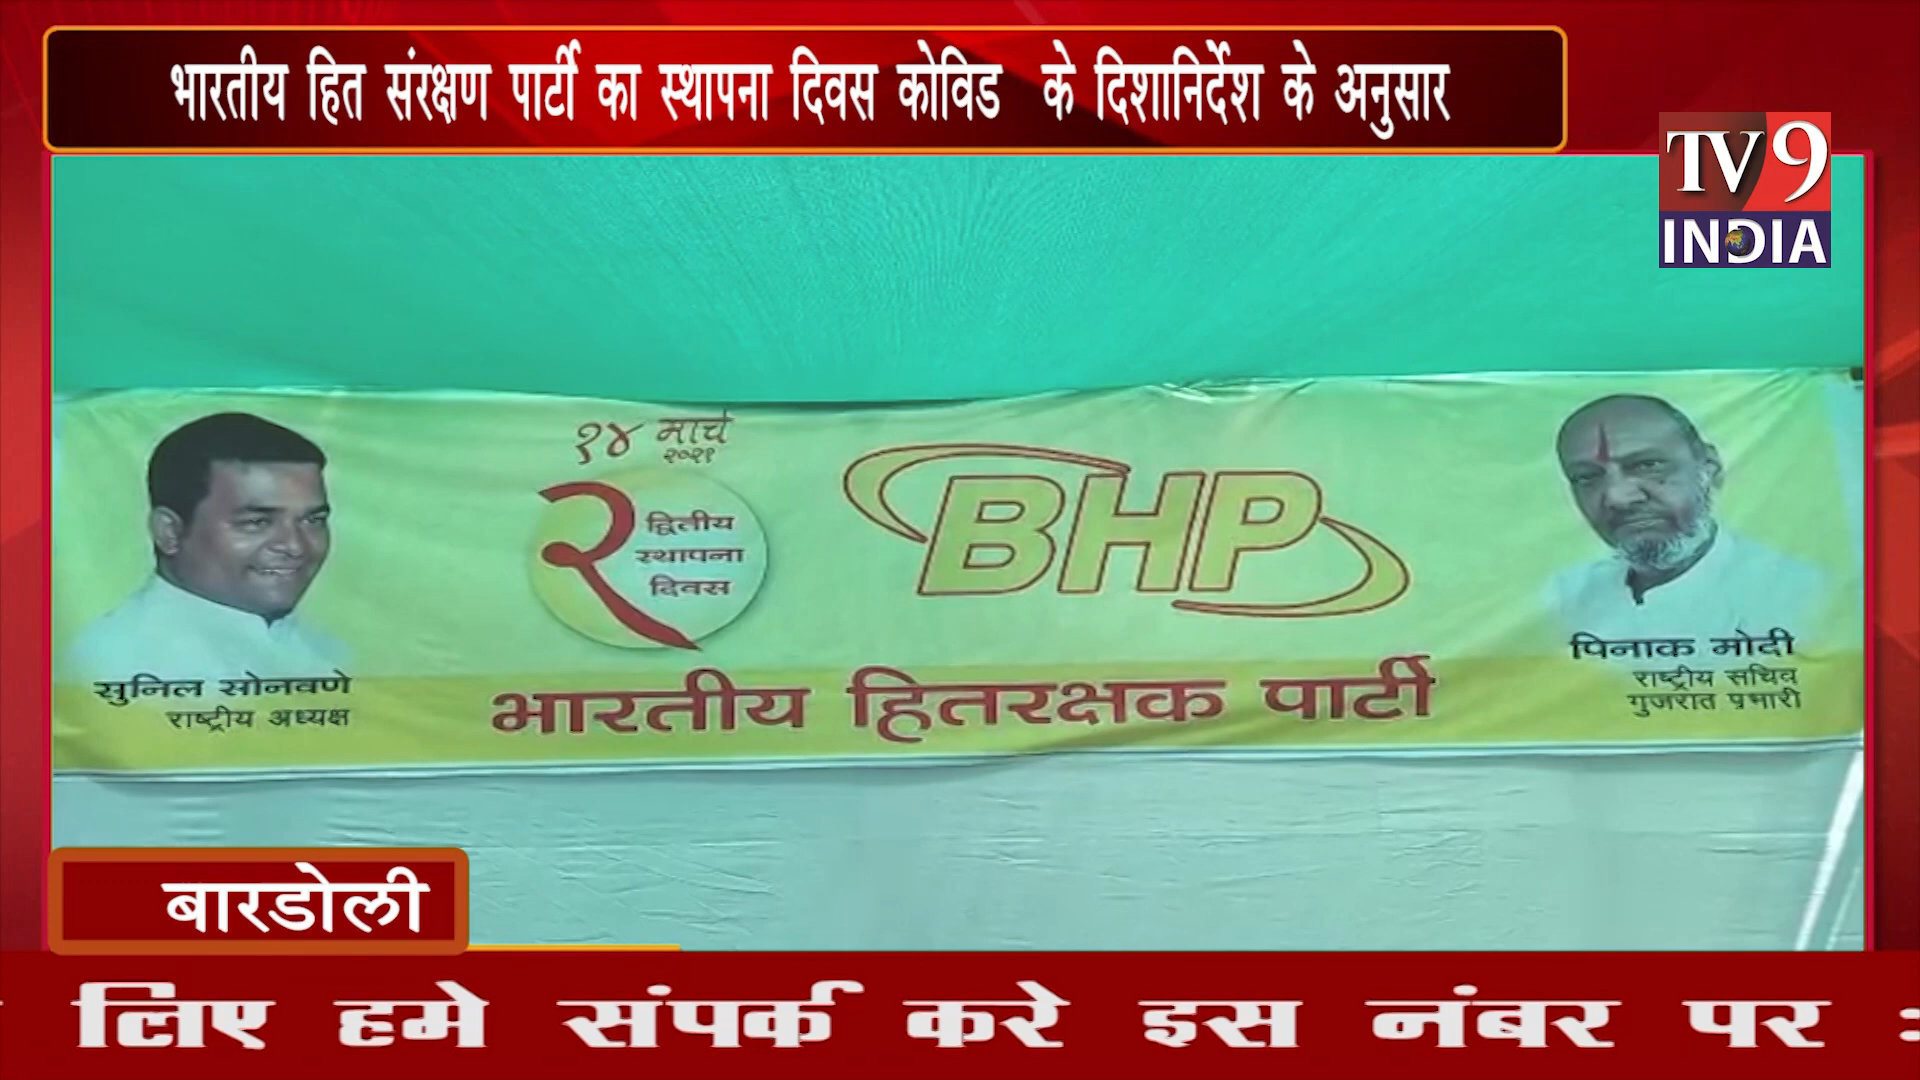 भारतीय हित संरक्षण पार्टी का स्थापना दिवस कोविड के दिशानिर्देश के अनुसार
TV9
INDIA
१४ मार्च
२०२१
२
द्वितीय
स्थापना
दिवस
BHP
सुनिल सोनवणे
राष्ट्रीय अध्यक्ष
पिनाक मोदी
राष्ट्रीय सचिव
गुजरात प्रभारी
भारतीय हितरक्षक पार्टी
बारडोली
लिए हमे संपर्क करे इस नंबर पर